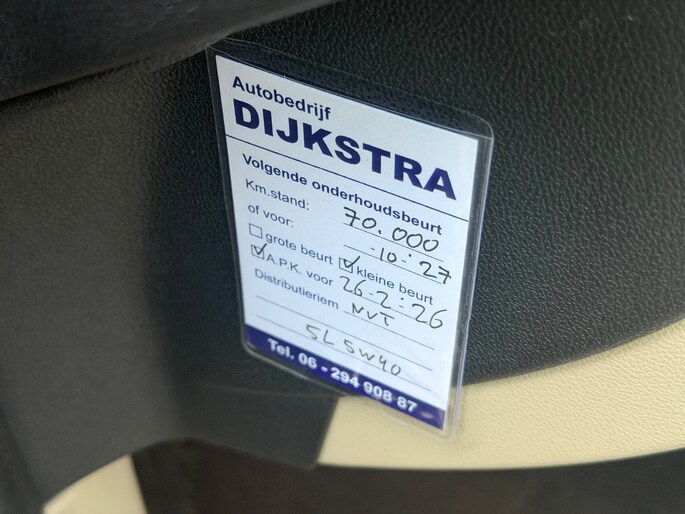 Autobedrijf
DIJKSTRA
Volgende onderhoudsbeurt
Km.stand: 70.000
of voor: -10-'27
grote beurt kleine beurt
A.P.K. voor 26-2-'26
Distributieriem NVT
5L 5W40
Tel. 06 - 294 908 87